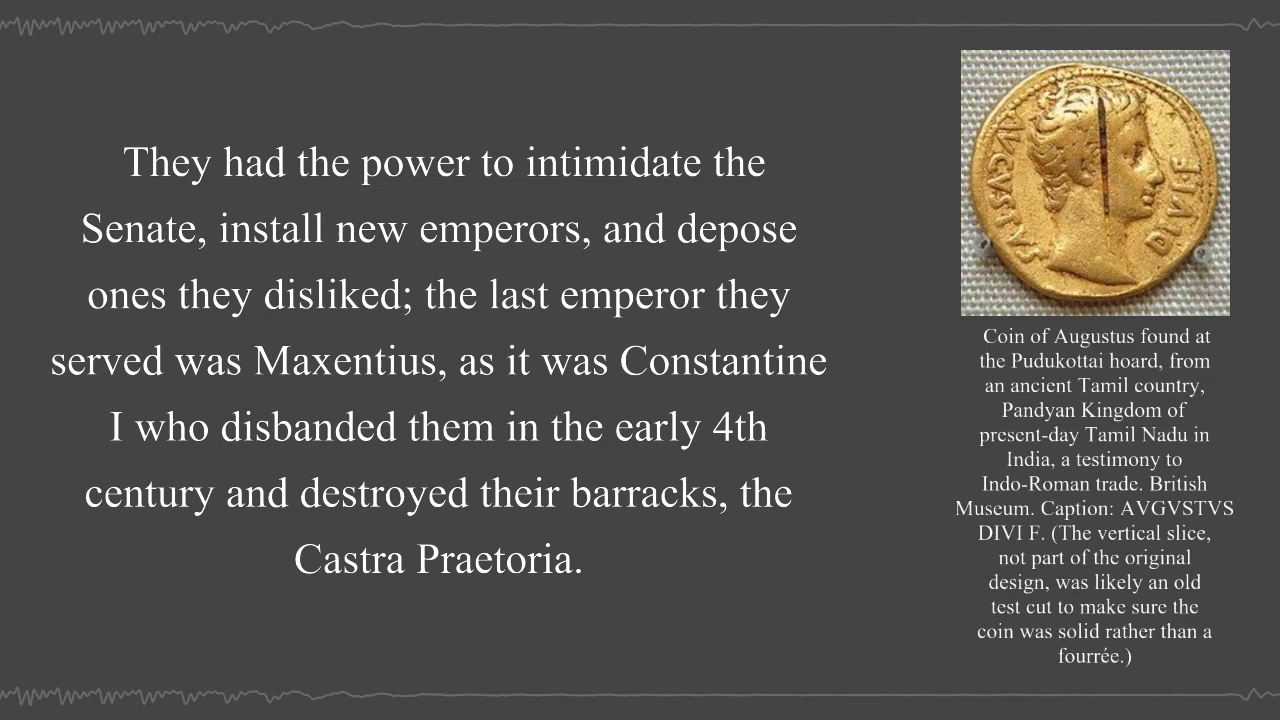 They had the power to intimidate the
Senate, install new emperors, and depose
ones they disliked; the last emperor they
served was Maxentius, as it was Constantine
I who disbanded them in the early 4th
century and destroyed their barracks, the
Castra Praetoria.
AVGVSTVS
DIVI F
Coin of Augustus found at
the Pudukottai hoard, from
an ancient Tamil country,
Pandyan Kingdom of
present-day Tamil Nadu in
India, a testimony to
Indo-Roman trade. British
Museum. Caption: AVGVSTVS
DIVI F. (The vertical slice,
not part of the original
design, was likely an old
test cut to make sure the
coin was solid rather than a
fourrée.)